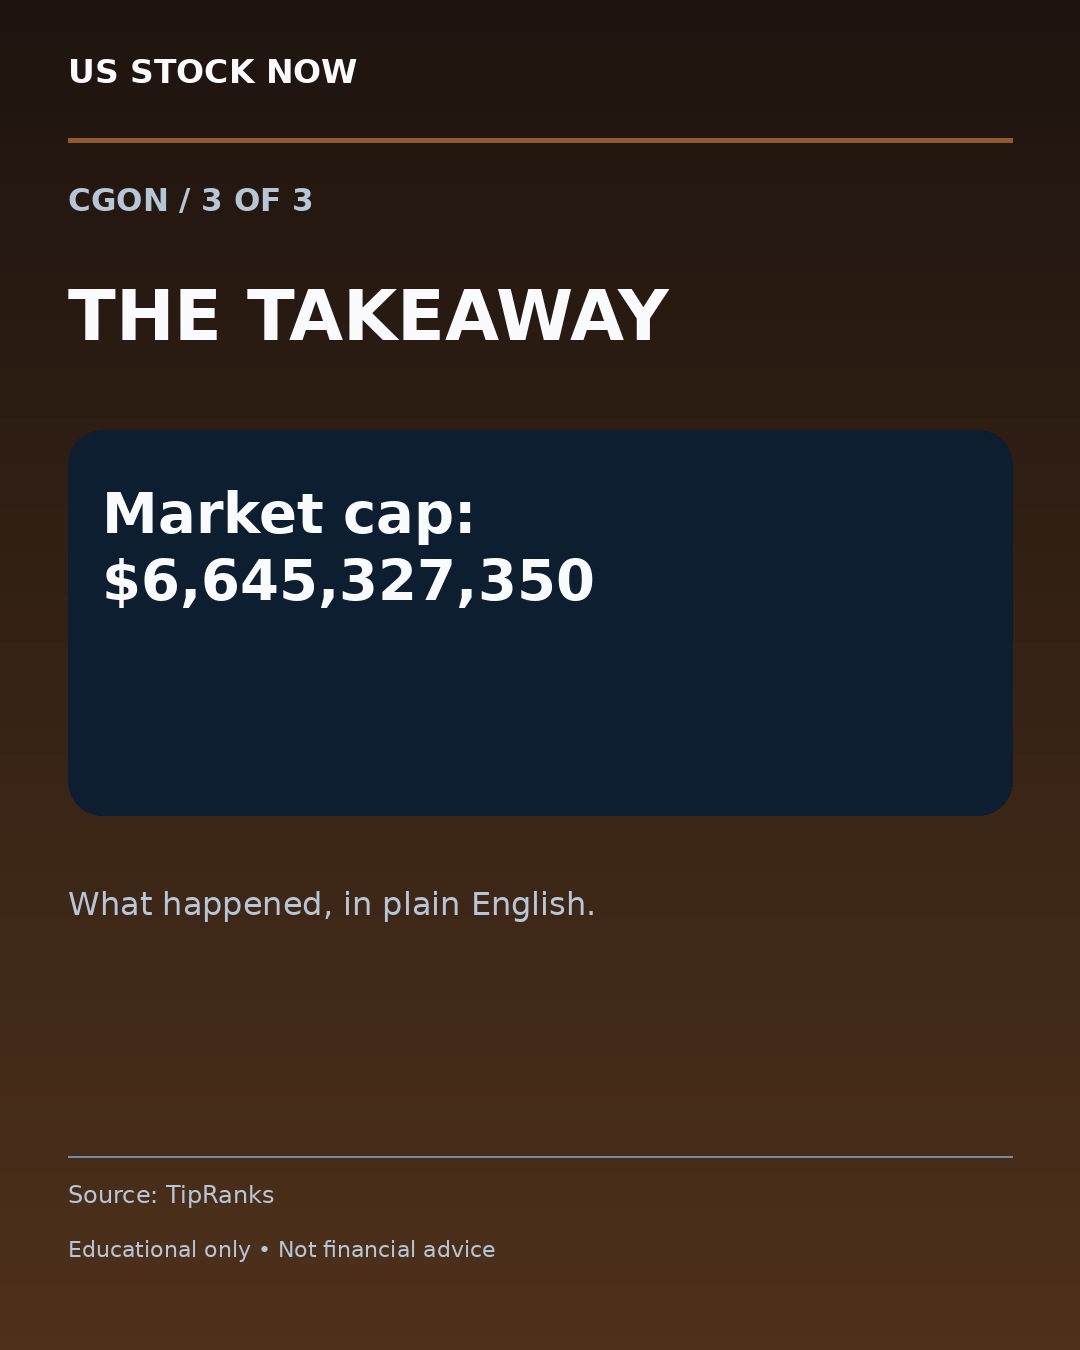 US STOCK NOW
CGON / 3 OF 3
THE TAKEAWAY
Market cap:
$6,645,327,350
What happened, in plain English.
Source: TipRanks
Educational only • Not financial advice